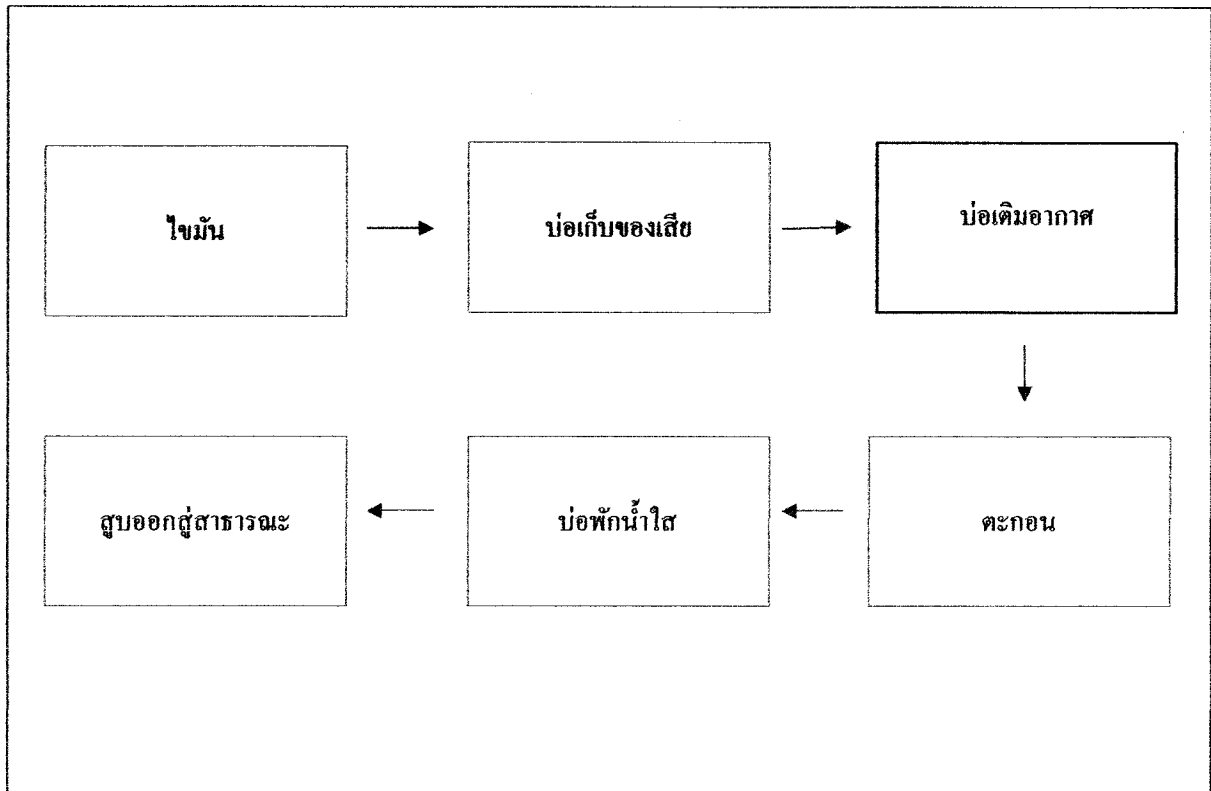 ไขมัน
บ่อเก็บของเสีย
บ่อเติมอากาศ
ตะกอน
บ่อพักน้ำใส
สูบออกสู่สาธารณะ